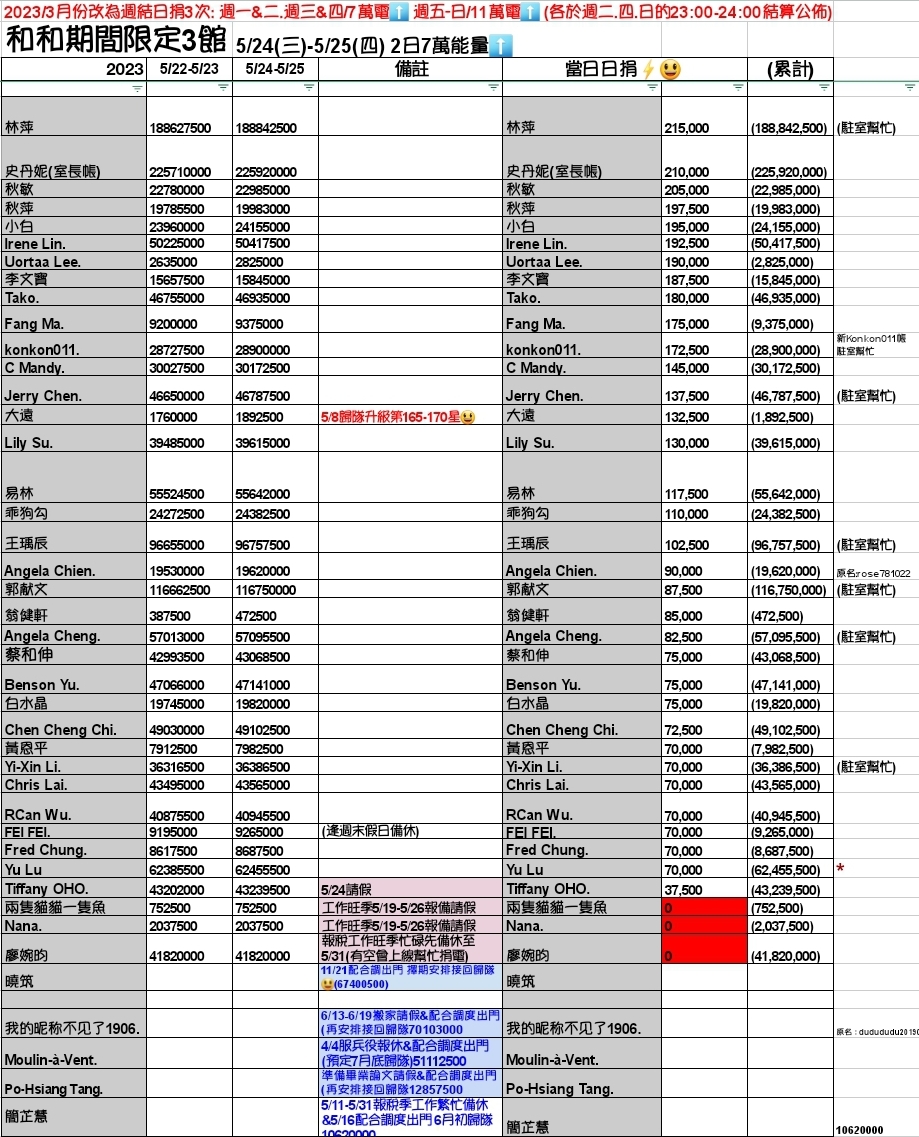 2023/3月份改為週結日捐3次: 週一&二.週三&四/7萬電⬆️ 週五-日/11萬電⬆️ (各於週二.四.日的23:00-24:00結算公佈)
和和期間限定3館 5/24(三)-5/25(四) 2日7萬能量⬆️
2023 5/22-5/23 5/24-5/25 備註 當日日捐⚡😃 (累計)
林萍 188627500 188842500 林萍 215,000 (188,842,500) (駐室幫忙)
史丹妮(室長帳) 225710000 225920000 史丹妮(室長帳) 210,000 (225,920,000)
秋敏 22780000 22985000 秋敏 205,000 (22,985,000)
秋萍 19785500 19983000 秋萍 197,500 (19,983,000)
小白 23960000 24155000 小白 195,000 (24,155,000)
Irene Lin. 50225000 50417500 Irene Lin. 192,500 (50,417,500)
Uortaa Lee. 2635000 2825000 Uortaa Lee. 190,000 (2,825,000)
李文寶 15657500 15845000 李文寶 187,500 (15,845,000)
Tako. 46755000 46935000 Tako. 180,000 (46,935,000)
Fang Ma. 9200000 9375000 Fang Ma. 175,000 (9,375,000)
konkon011. 28727500 28900000 konkon011. 172,500 (28,900,000) 新Konkon011帳
駐室幫忙
C Mandy. 30027500 30172500 C Mandy. 145,000 (30,172,500)
Jerry Chen. 46650000 46787500 Jerry Chen. 137,500 (46,787,500) (駐室幫忙)
大遠 1760000 1892500 5/8歸隊升級第165-170星😃 大遠 132,500 (1,892,500)
Lily Su. 39485000 39615000 Lily Su. 130,000 (39,615,000)
易林 55524500 55642000 易林 117,500 (55,642,000)
乖狗勾 24272500 24382500 乖狗勾 110,000 (24,382,500)
王瑀辰 96655000 96757500 王瑀辰 102,500 (96,757,500) (駐室幫忙)
Angela Chien. 19530000 19620000 Angela Chien. 90,000 (19,620,000) 原名:rose781022
郭献文 116662500 116750000 郭献文 87,500 (116,750,000) (駐室幫忙)
翁健軒 387500 472500 翁健軒 85,000 (472,500)
Angela Cheng. 57013000 57095500 Angela Cheng. 82,500 (57,095,500) (駐室幫忙)
蔡和伸 42993500 43068500 蔡和伸 75,000 (43,068,500)
Benson Yu. 47066000 47141000 Benson Yu. 75,000 (47,141,000)
白水晶 19745000 19820000 白水晶 75,000 (19,820,000)
Chen Cheng Chi. 49030000 49102500 Chen Cheng Chi. 72,500 (49,102,500)
黃恩平 7912500 7982500 黃恩平 70,000 (7,982,500)
Yi-Xin Li. 36316500 36386500 Yi-Xin Li. 70,000 (36,386,500) (駐室幫忙)
Chris Lai. 43495000 43565000 Chris Lai. 70,000 (43,565,000)
RCan Wu. 40875500 40945500 RCan Wu. 70,000 (40,945,500)
FEI FEI. 9195000 9265000 (逢週末假日備休) FEI FEI. 70,000 (9,265,000)
Fred Chung. 8617500 8687500 Fred Chung. 70,000 (8,687,500)
Yu Lu 62385500 62455500 Yu Lu 70,000 (62,455,500) *
Tiffany OHO. 43202000 43239500 5/24請假 Tiffany OHO. 37,500 (43,239,500)
兩隻貓貓一隻魚 752500 752500 工作旺季5/19-5/26報備請假 兩隻貓貓一隻魚 0 (752,500)
Nana. 2037500 2037500 工作旺季5/19-5/26報備請假 Nana. 0 (2,037,500)
廖婉昀 41820000 41820000 報稅工作旺季忙碌先備休至
5/31(有空會上線幫忙捐電) 廖婉昀 0 (41,820,000)
曉筑 11/21配合調出門 擇期安排接回歸隊
😃(67400500) 曉筑
我的昵称不见了1906. 6/13-6/19搬家請假&配合調度出門
(再安排接回歸隊70103000 我的昵称不见了1906. 原名：dudududu2019
Moulin-à-Vent. 4/4服兵役報休&配合調度出門
(預定7月底歸隊)51112500 Moulin-à-Vent.
Po-Hsiang Tang. 準備畢業論文請假&配合調度出門
(再安排接回歸隊12857500 Po-Hsiang Tang.
簡芷慧 5/11-5/31報稅季工作繁忙備休
&5/16配合調度出門6月初歸隊
10620000 簡芷慧 10620000